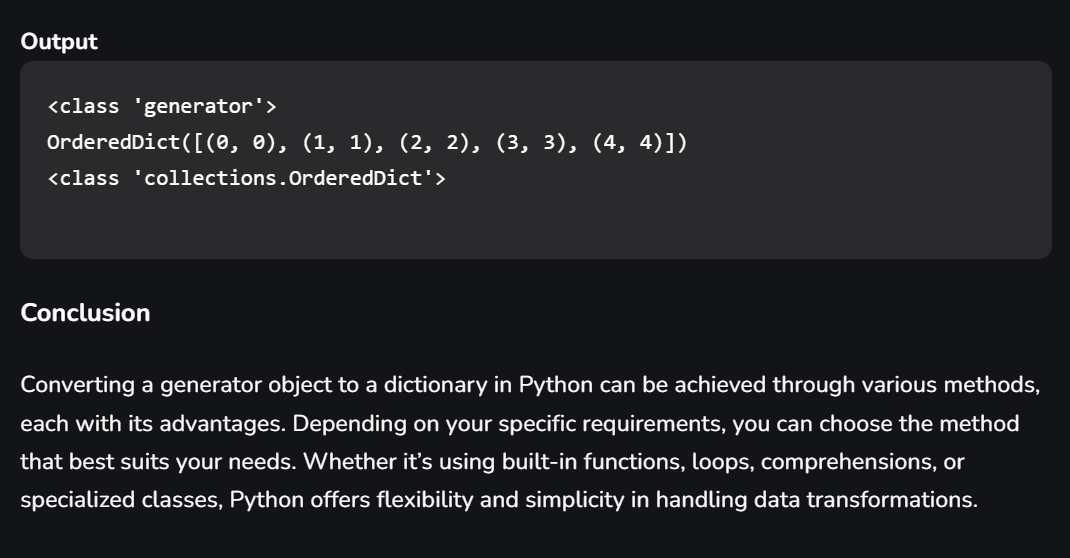 Output
<class 'generator'>
OrderedDict([(0, 0), (1, 1), (2, 2), (3, 3), (4, 4)])
<class 'collections.OrderedDict'>
Conclusion
Converting a generator object to a dictionary in Python can be achieved through various methods,
each with its advantages. Depending on your specific requirements, you can choose the method
that best suits your needs. Whether it’s using built-in functions, loops, comprehensions, or
specialized classes, Python offers flexibility and simplicity in handling data transformations.